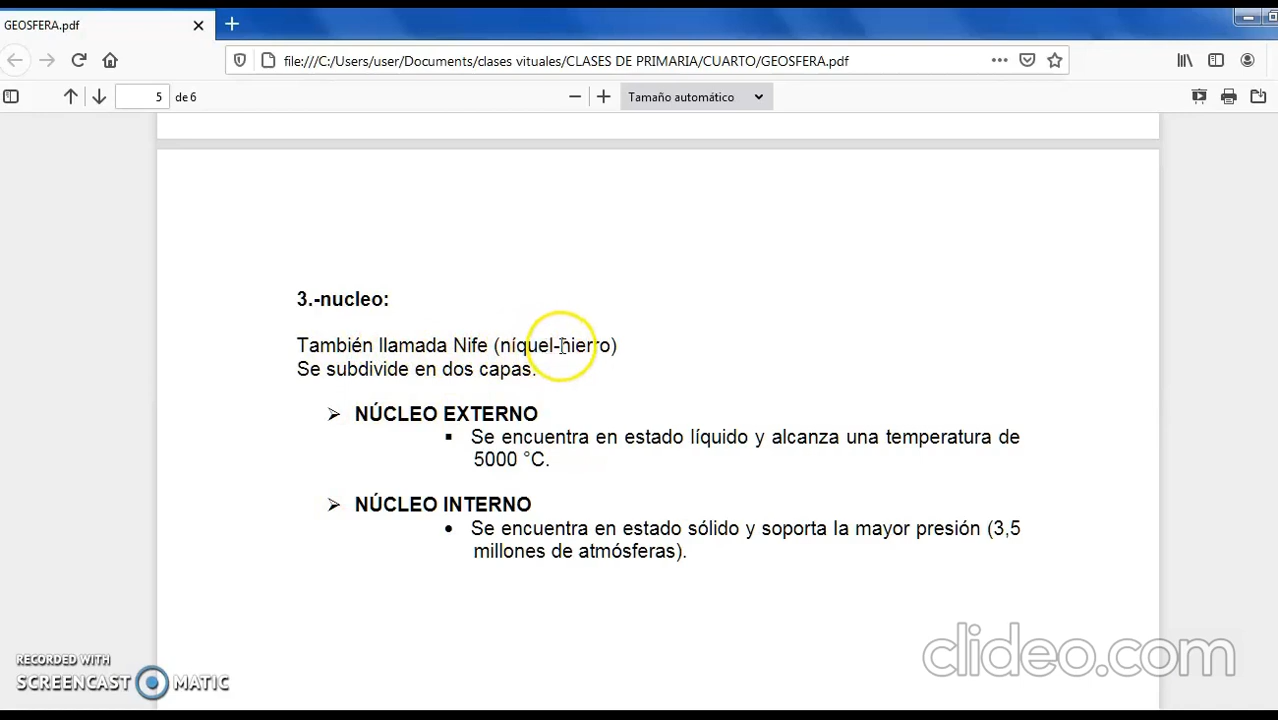 GEOSFERA.pdf
file:///C:/Users/user/Documents/clases vituales/CLASES DE PRIMARIA/CUARTO/GEOSFERA.pdf
5 de 6 Tamaño automático
3.-nucleo:
También llamada Nife (níquel-hierro)
Se subdivide en dos capas.
➢ NÚCLEO EXTERNO
▪ Se encuentra en estado líquido y alcanza una temperatura de
5000 °C.
➢ NÚCLEO INTERNO
• Se encuentra en estado sólido y soporta la mayor presión (3,5
millones de atmósferas).
clideo.com
RECORDED WITH
SCREENCAST MATIC